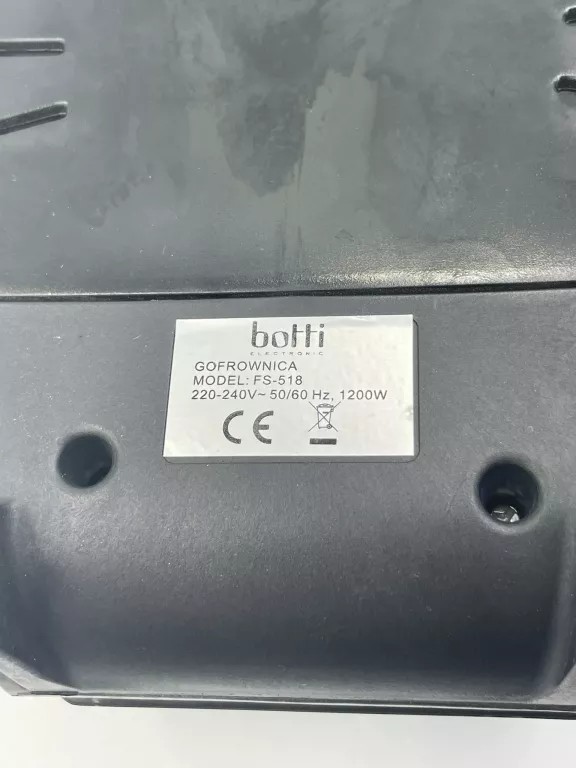 botti
ELECTRONIC
GOFROWNICA
MODEL: FS-518
220-240V~ 50/60 Hz, 1200W
CE